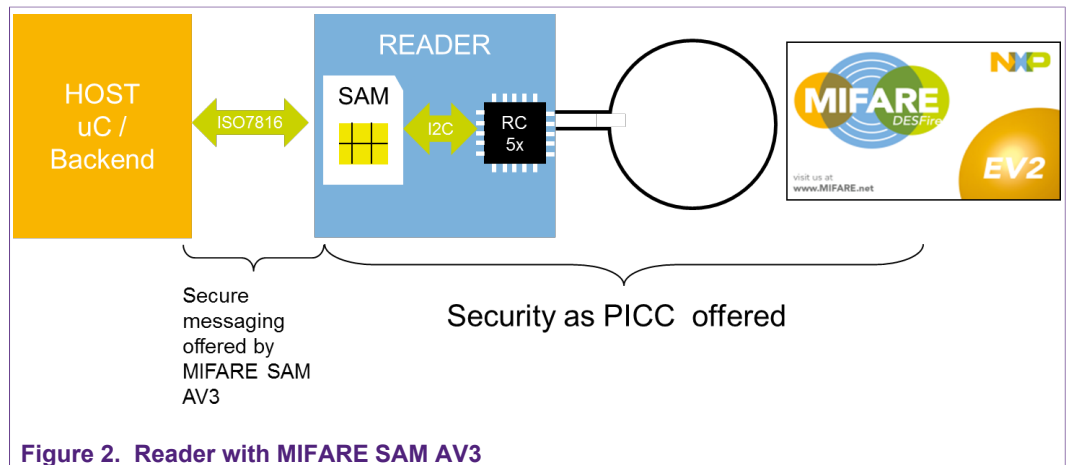 HOST
uC /
Backend
ISO7816
READER
SAM
I2C
RC
5x
NXP
MIFARE
DESFire
EV2
visit us at
www.MIFARE.net
Secure
messaging
offered by
MIFARE SAM
AV3
Security as PICC offered
Figure 2. Reader with MIFARE SAM AV3